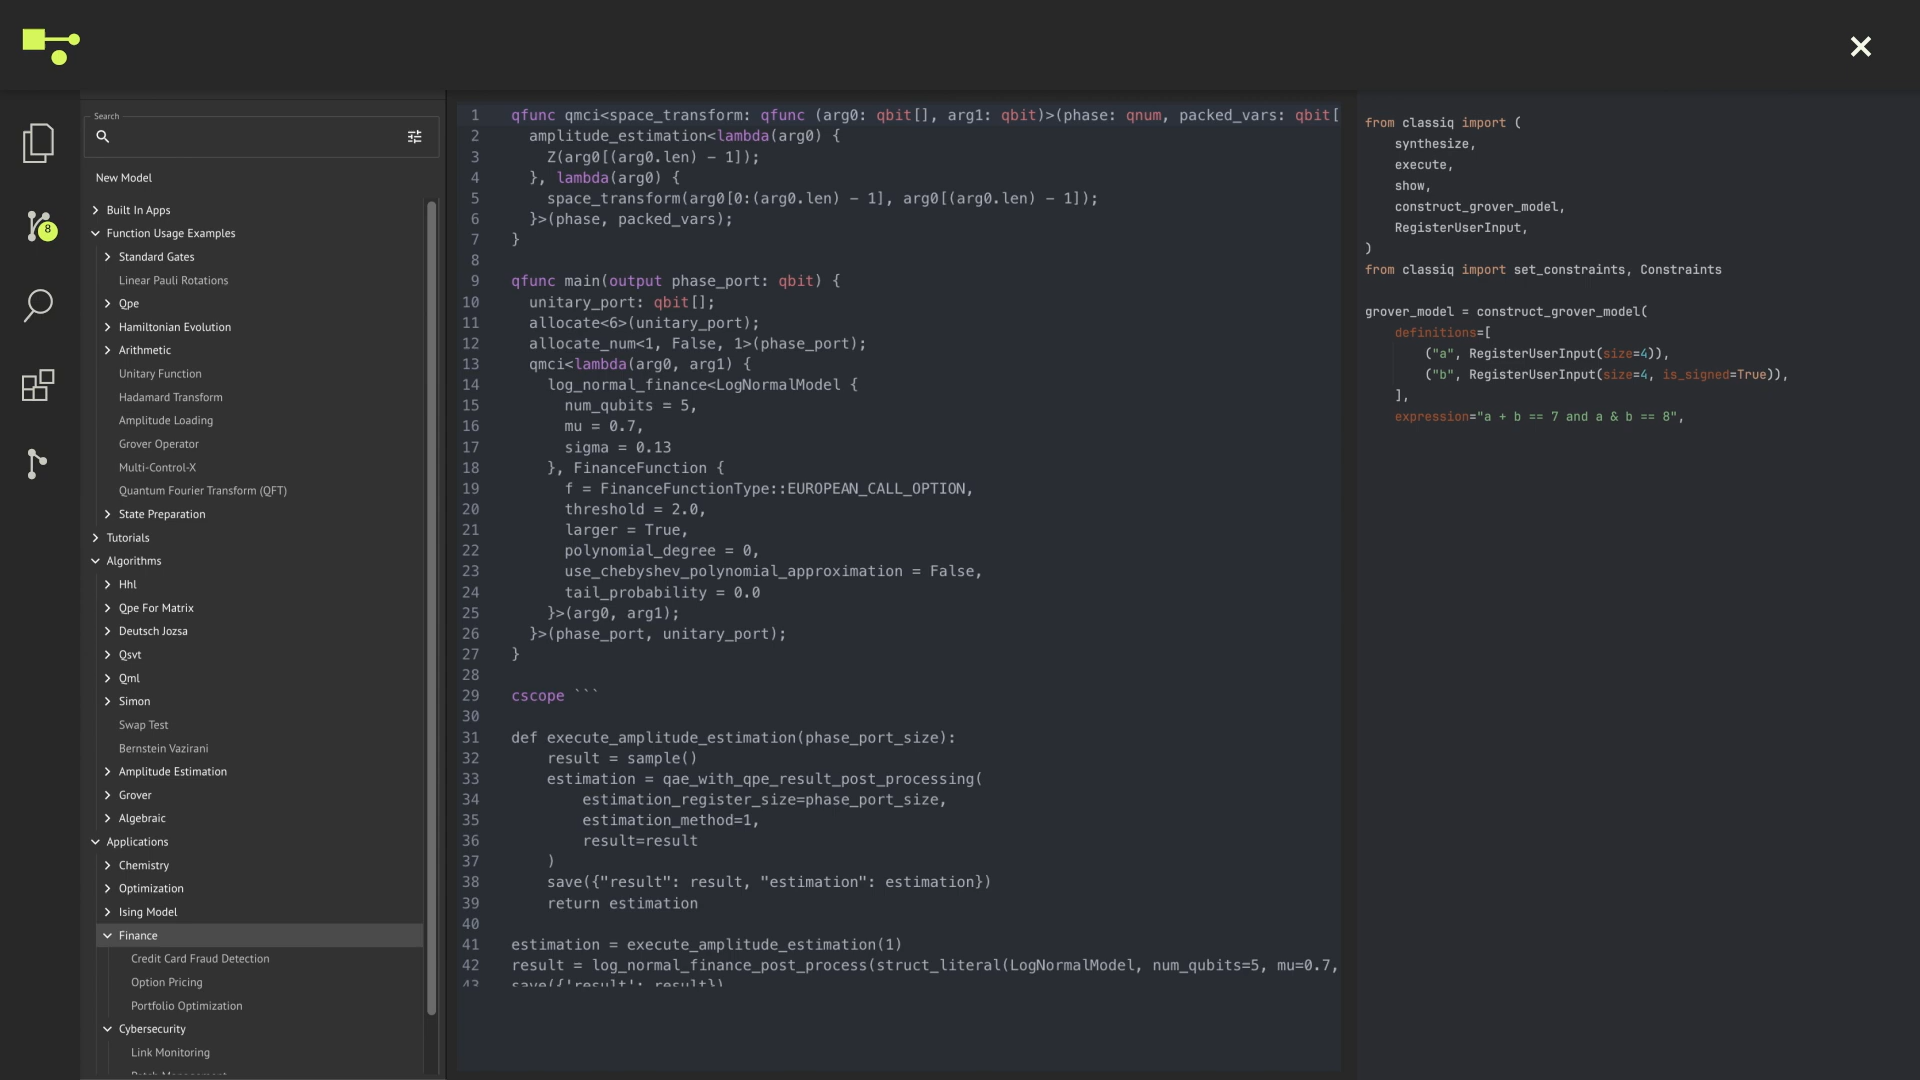 8
Search
New Model
Built In Apps
Function Usage Examples
Standard Gates
Linear Pauli Rotations
Qpe
Hamiltonian Evolution
Arithmetic
Unitary Function
Hadamard Transform
Amplitude Loading
Grover Operator
Multi-Control-X
Quantum Fourier Transform (QFT)
State Preparation
Tutorials
Algorithms
Hhl
Qpe For Matrix
Deutsch Jozsa
Qsvt
Qml
Simon
Swap Test
Bernstein Vazirani
Amplitude Estimation
Grover
Algebraic
Applications
Chemistry
Optimization
Ising Model
Finance
Credit Card Fraud Detection
Option Pricing
Portfolio Optimization
Cybersecurity
Link Monitoring
Patch Management
1 qfunc qmci<space_transform: qfunc (arg0: qbit[], arg1: qbit)>(phase: qnum, packed_vars: qbit[
2 amplitude_estimation<lambda(arg0) {
3 Z(arg0[(arg0.len) - 1]);
4 }, lambda(arg0) {
5 space_transform(arg0[0:(arg0.len) - 1], arg0[(arg0.len) - 1]);
6 }>(phase, packed_vars);
7 }
8
9 qfunc main(output phase_port: qbit) {
10 unitary_port: qbit[];
11 allocate<6>(unitary_port);
12 allocate_num<1, False, 1>(phase_port);
13 qmci<lambda(arg0, arg1) {
14 log_normal_finance<LogNormalModel {
15 num_qubits = 5,
16 mu = 0.7,
17 sigma = 0.13
18 }, FinanceFunction {
19 f = FinanceFunctionType::EUROPEAN_CALL_OPTION,
20 threshold = 2.0,
21 larger = True,
22 polynomial_degree = 0,
23 use_chebyshev_polynomial_approximation = False,
24 tail_probability = 0.0
25 }>(arg0, arg1);
26 }>(phase_port, unitary_port);
27 }
28
29 cscope ```
30
31 def execute_amplitude_estimation(phase_port_size):
32 result = sample()
33 estimation = qae_with_qpe_result_post_processing(
34 estimation_register_size=phase_port_size,
35 estimation_method=1,
36 result=result
37 )
38 save({"result": result, "estimation": estimation})
39 return estimation
40
41 estimation = execute_amplitude_estimation(1)
42 result = log_normal_finance_post_process(struct_literal(LogNormalModel, num_qubits=5, mu=0.7,
43 save({'result': result})
from classiq import (
synthesize,
execute,
show,
construct_grover_model,
RegisterUserInput,
)
from classiq import set_constraints, Constraints
grover_model = construct_grover_model(
definitions=[
("a", RegisterUserInput(size=4)),
("b", RegisterUserInput(size=4, is_signed=True)),
],
expression="a + b == 7 and a & b == 8",